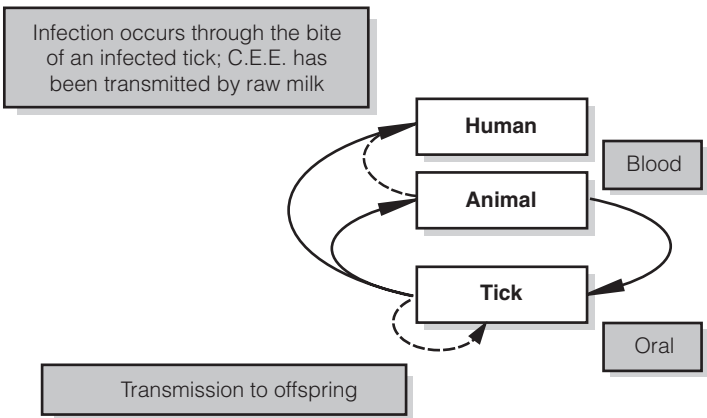 Infection occurs through the bite
of an infected tick; C.E.E. has
been transmitted by raw milk
Human
Blood
Animal
Tick
Oral
Transmission to offspring